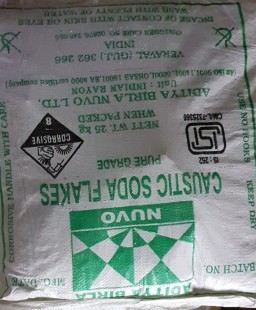 ADITYA BIRLA
NUVO
CAUSTIC SODA FLAKES
PURE GRADE
IS : 252
CM/L-7325366
CORROSIVE
8
NETT WT. 25 kg
WHEN PACKED
ADITYA BIRLA NUVO LTD.
Unit : INDIAN RAYON
VERAVAL (GUJ.) 362 266
INDIA
INCASE OF CONTACT WITH SKIN OR EYES
WASH WITH PLENTY OF WATER
MFG. DATE
BATCH NO.
CORROSIVE HANDLE WITH CARE
USE NO HOOKS
KEEP DRY